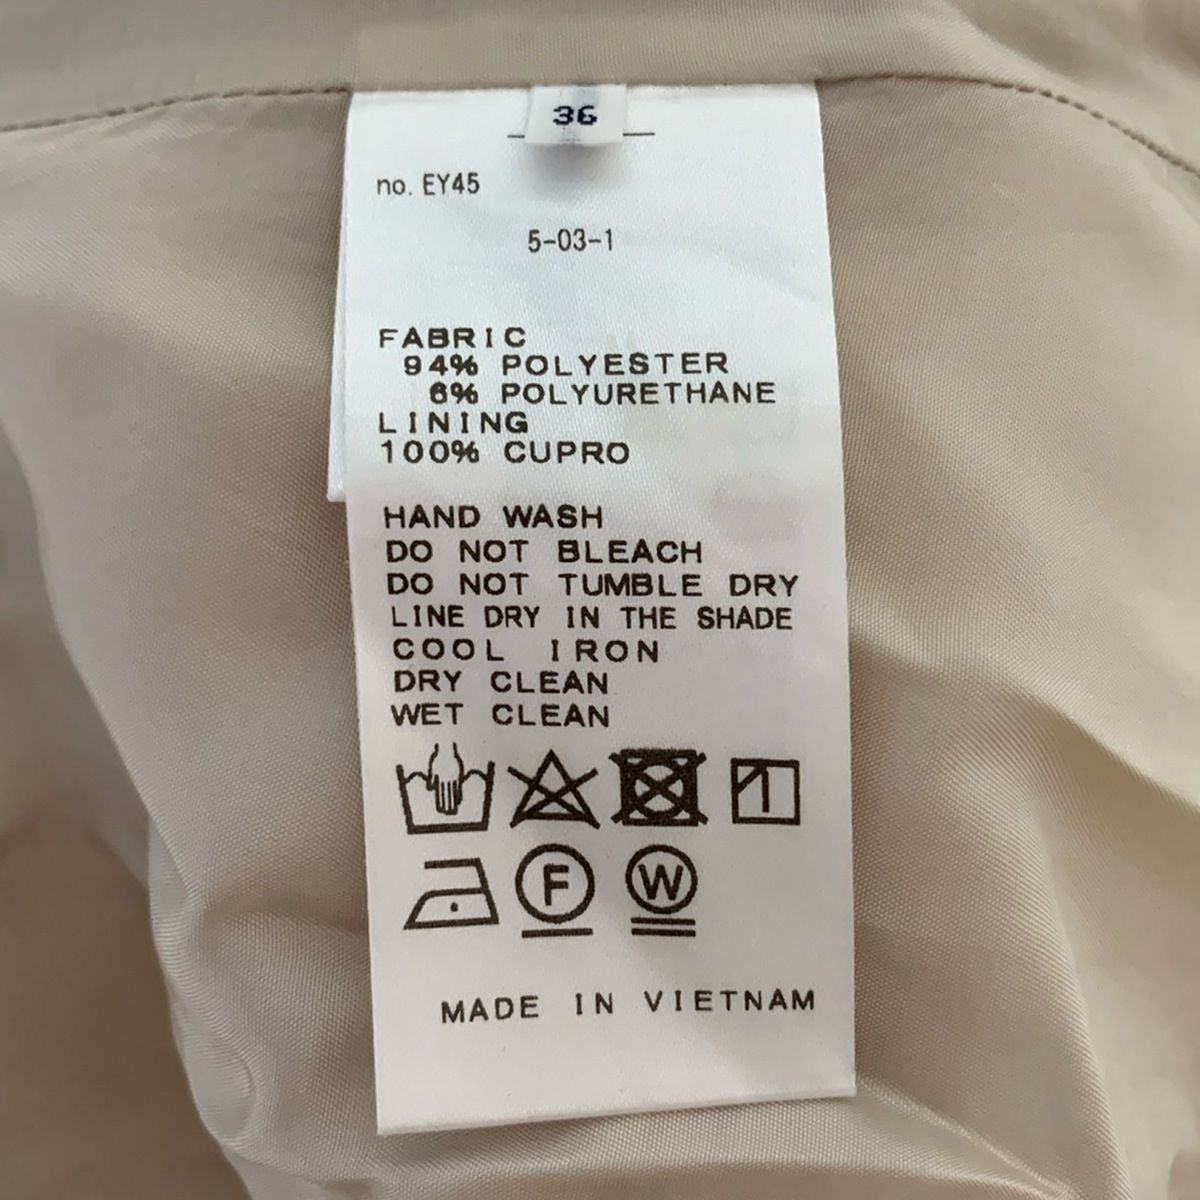 36
no. EY45
5-03-1
FABRIC
94% POLYESTER
6% POLYURETHANE
LINING
100% CUPRO
HAND WASH
DO NOT BLEACH
DO NOT TUMBLE DRY
LINE DRY IN THE SHADE
COOL IRON
DRY CLEAN
WET CLEAN
F W
MADE IN VIETNAM